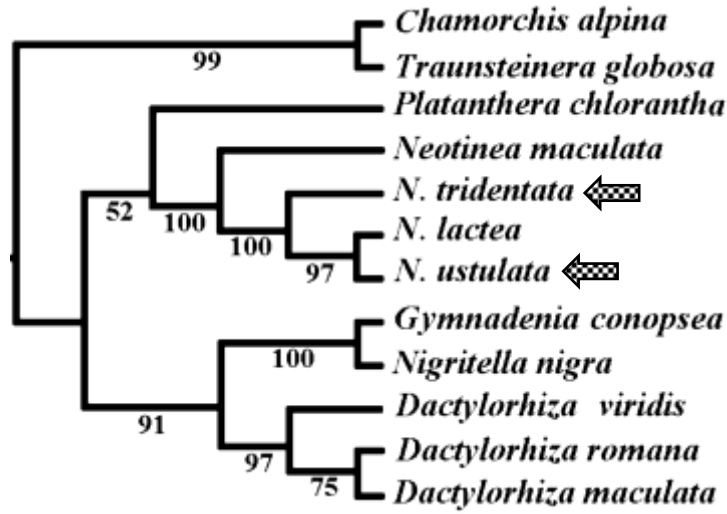 Chamorchis alpina
99
Traunsteinera globosa
Platanthera chlorantha
Neotinea maculata
N. tridentata
52
100
N. lactea
100
97
N. ustulata
Gymnadenia conopsea
100
Nigritella nigra
Dactylorhiza viridis
91
Dactylorhiza romana
97
75
Dactylorhiza maculata